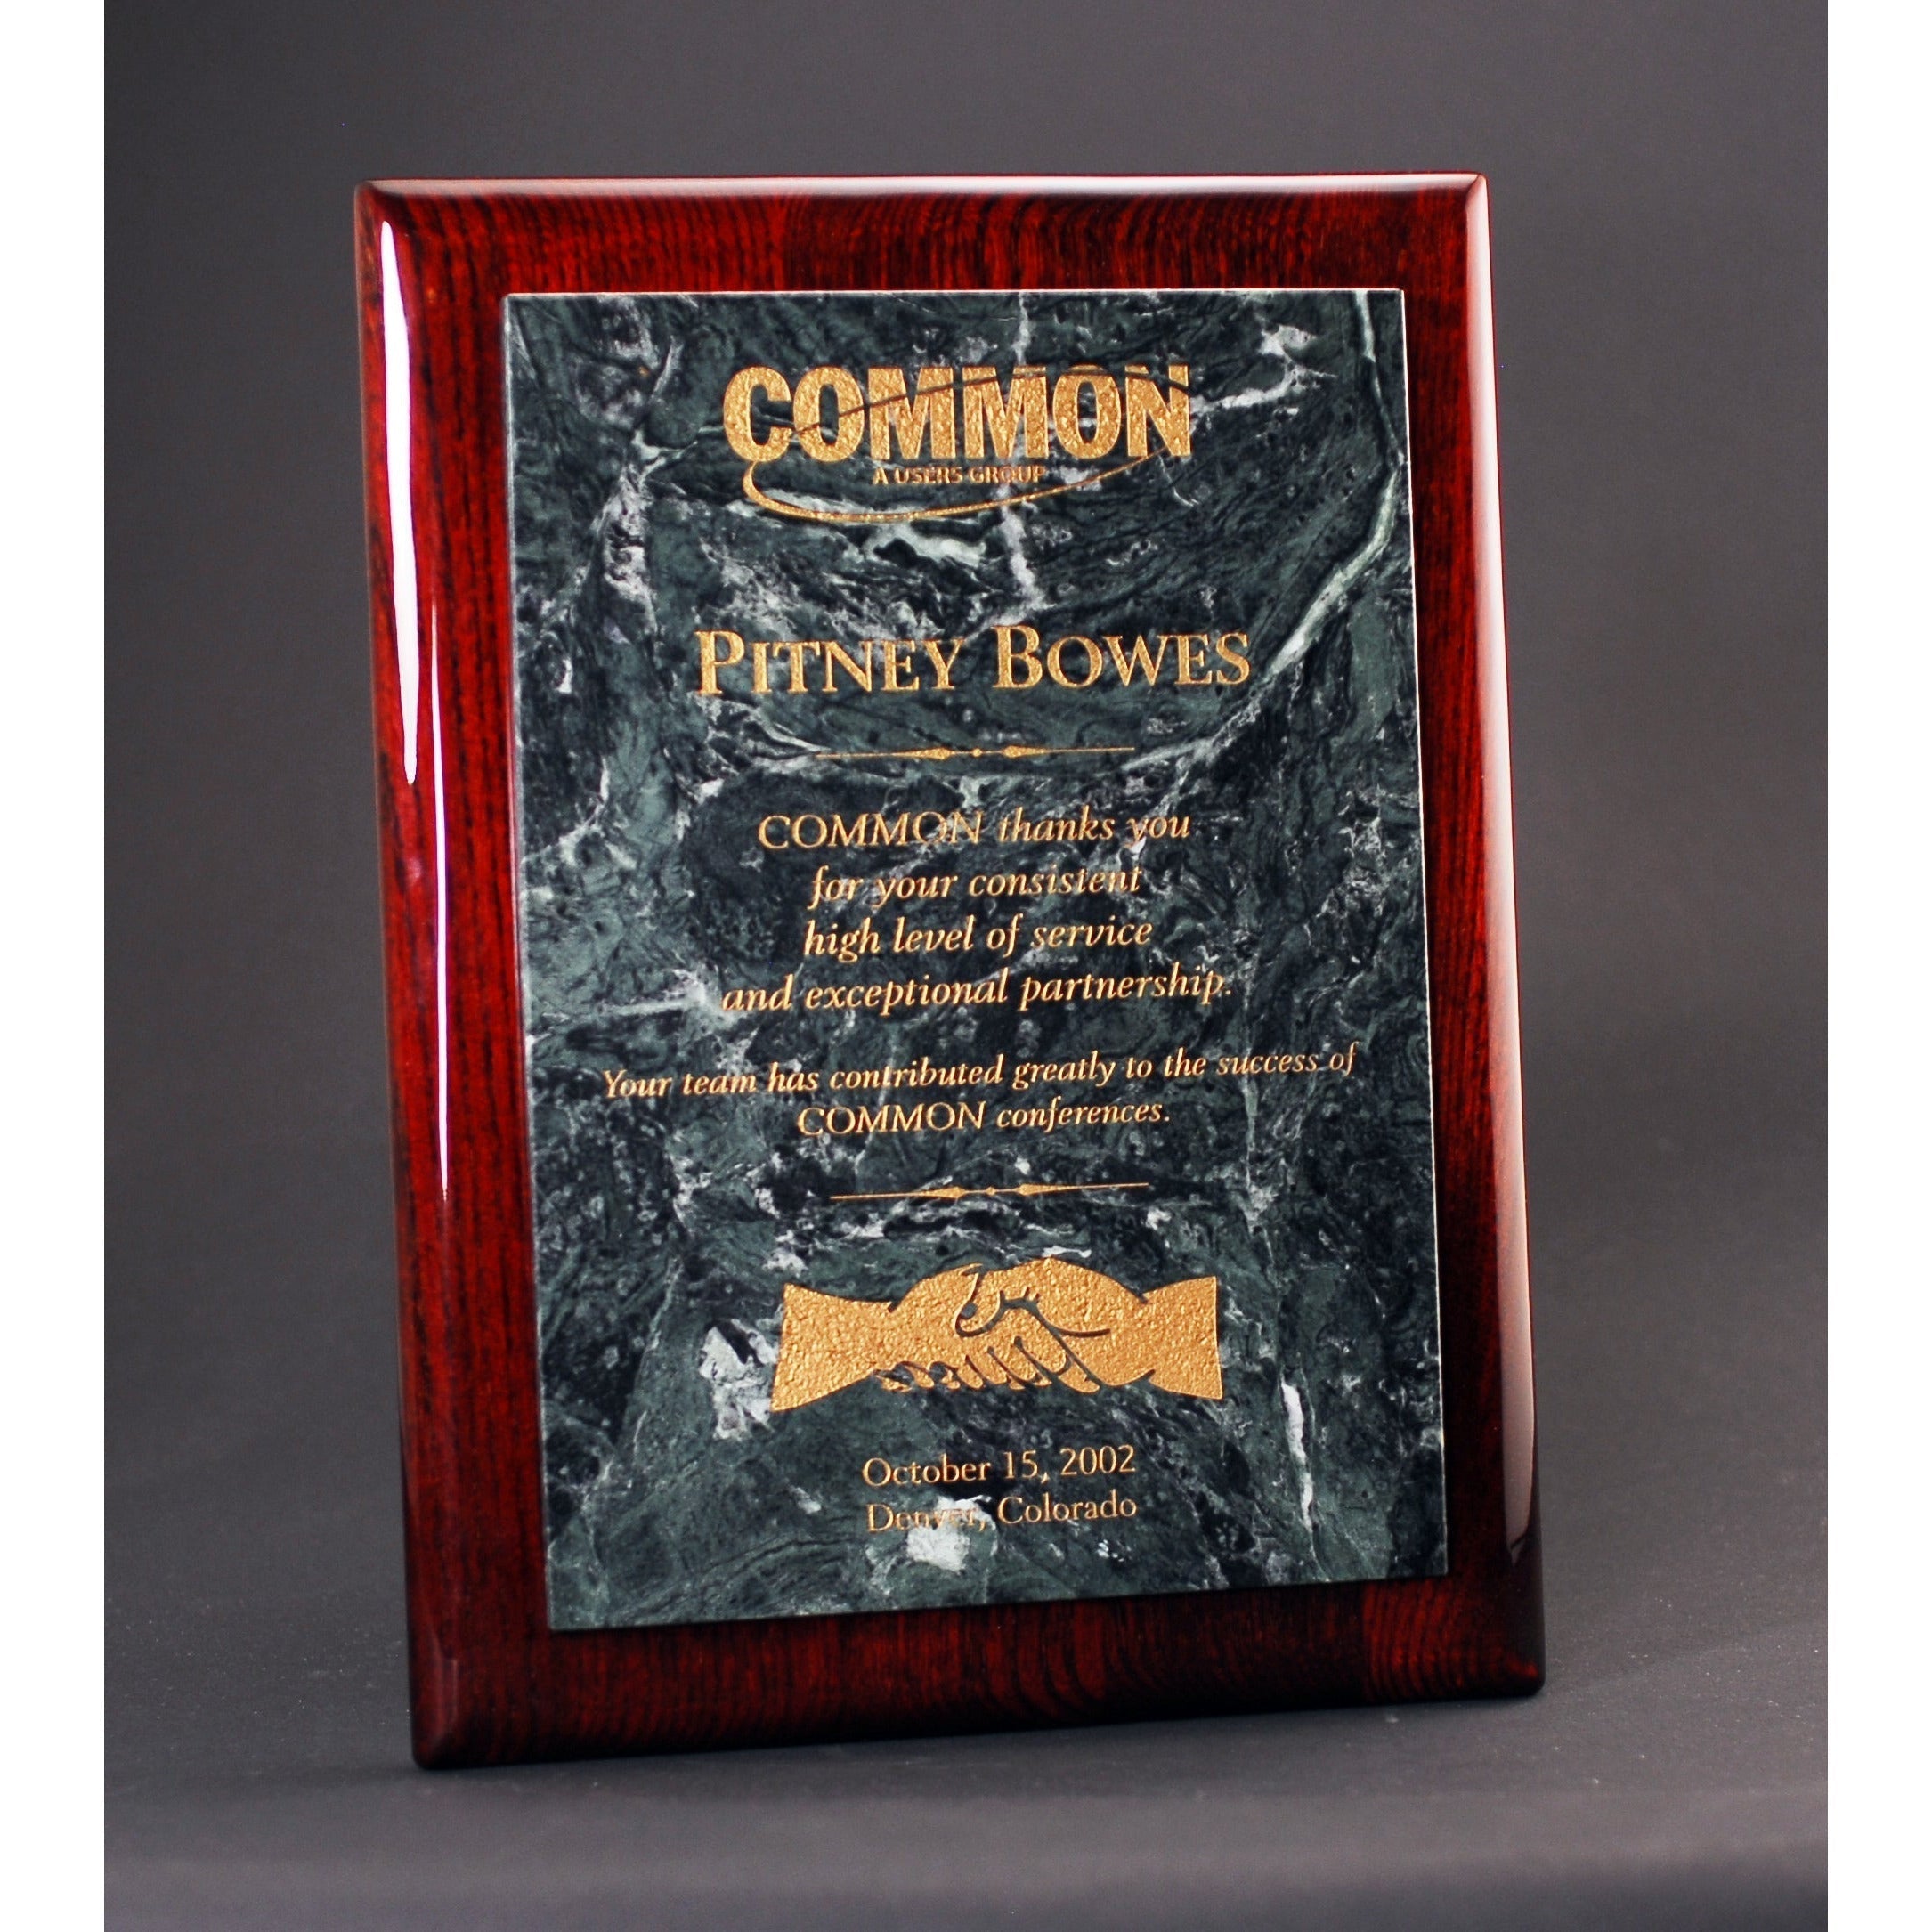 COMMON
A USERS GROUP
PITNEY BOWES
COMMON thanks you
for your consistent
high level of service
and exceptional partnership.
Your team has contributed greatly to the success of
COMMON conferences.
October 15, 2002
Denver, Colorado